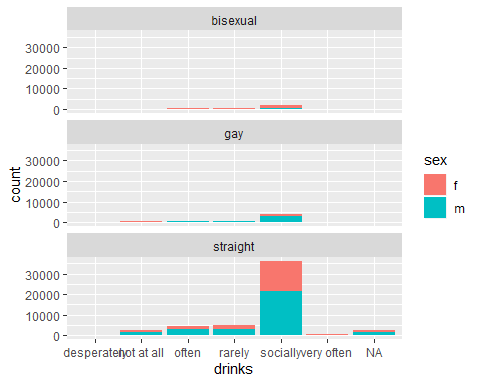 bisexual
30000
20000
10000
0
gay
30000
20000
10000
0
straight
30000
20000
10000
0
count
desperately not at all often rarely socially very often NA
drinks
sex
f
m